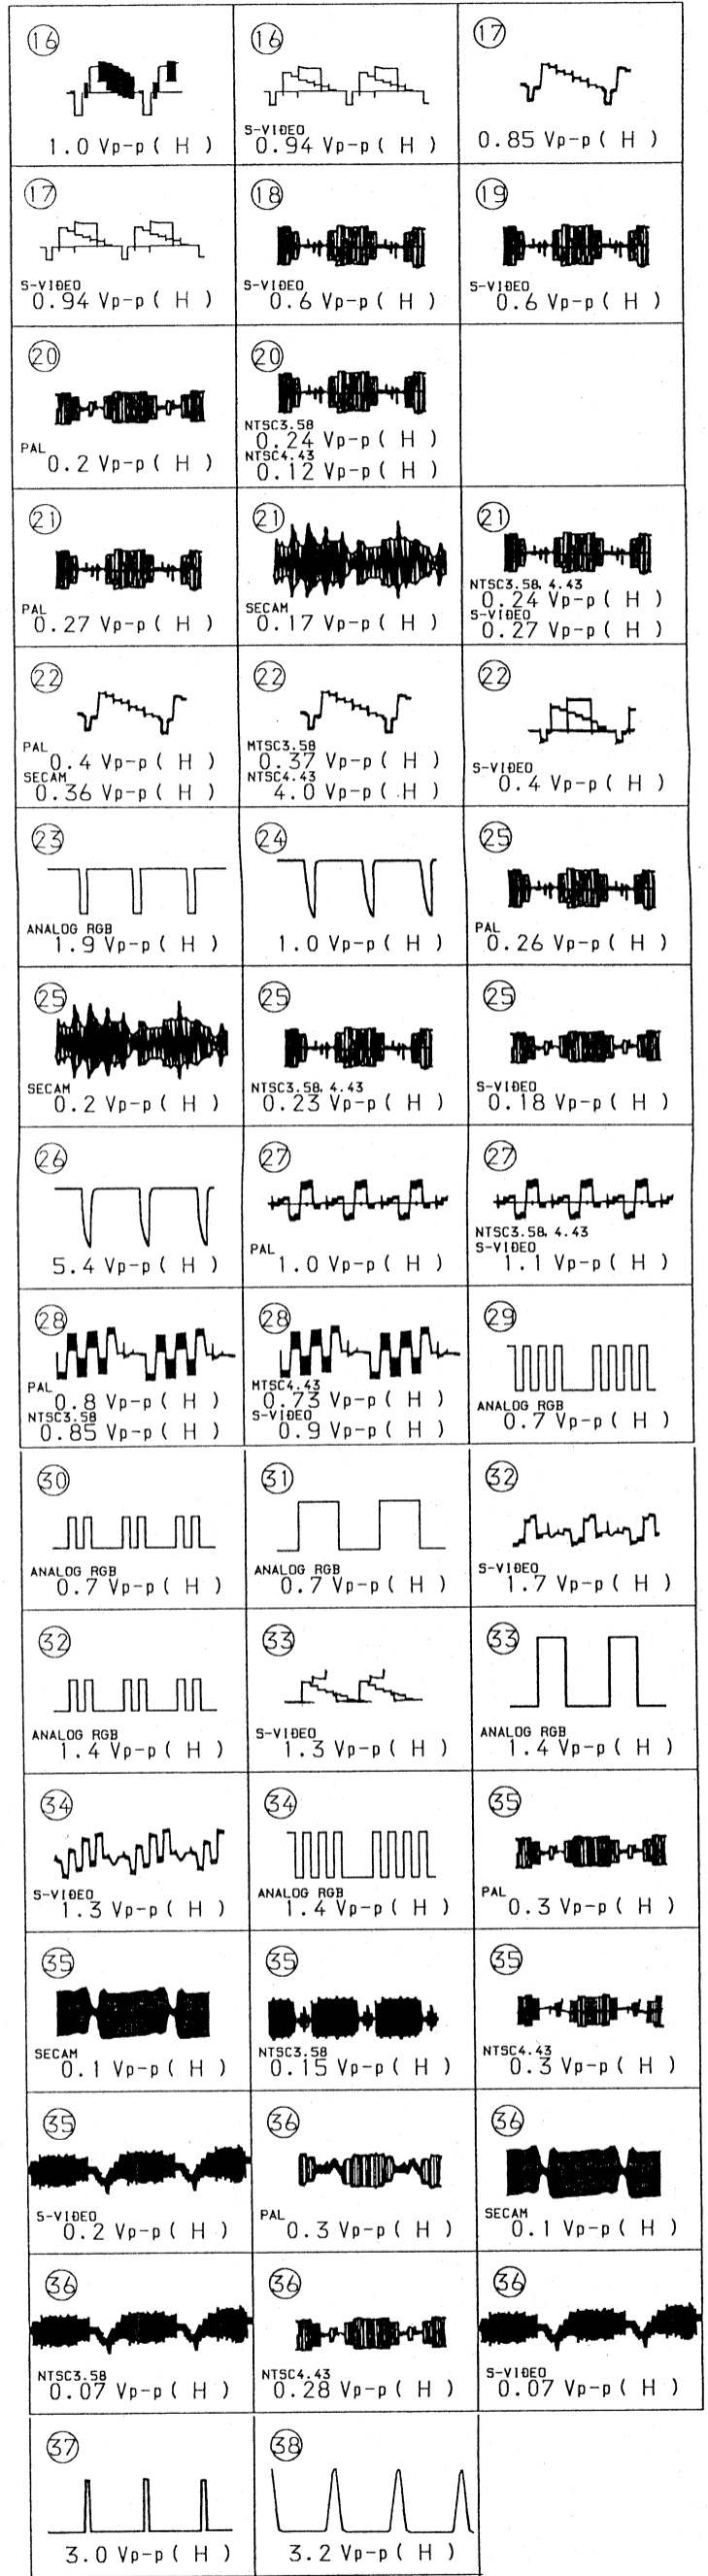 16
1.0 Vp-p ( H )
16
S-VIDEO
0.94 Vp-p ( H )
17
0.85 Vp-p ( H )
17
S-VIDEO
0.94 Vp-p ( H )
18
S-VIDEO
0.6 Vp-p ( H )
19
S-VIDEO
0.6 Vp-p ( H )
20
PAL
0.2 Vp-p ( H )
20
NTSC3.58
0.24 Vp-p ( H )
NTSC4.43
0.12 Vp-p ( H )
21
PAL
0.27 Vp-p ( H )
21
SECAM
0.17 Vp-p ( H )
21
NTSC3.58, 4.43
0.24 Vp-p ( H )
S-VIDEO
0.27 Vp-p ( H )
22
PAL
0.4 Vp-p ( H )
SECAM
0.36 Vp-p ( H )
22
MTSC3.58
0.37 Vp-p ( H )
NTSC4.43
4.0 Vp-p ( H )
22
S-VIDEO
0.4 Vp-p ( H )
23
ANALOG RGB
1.9 Vp-p ( H )
24
1.0 Vp-p ( H )
25
PAL
0.26 Vp-p ( H )
25
SECAM
0.2 Vp-p ( H )
25
NTSC3.58, 4.43
0.23 Vp-p ( H )
25
S-VIDEO
0.18 Vp-p ( H )
26
5.4 Vp-p ( H )
27
PAL
1.0 Vp-p ( H )
27
NTSC3.58, 4.43
S-VIDEO
1.1 Vp-p ( H )
28
PAL
0.8 Vp-p ( H )
NTSC3.58
0.85 Vp-p ( H )
28
MTSC4.43
0.73 Vp-p ( H )
S-VIDEO
0.9 Vp-p ( H )
29
ANALOG RGB
0.7 Vp-p ( H )
30
ANALOG RGB
0.7 Vp-p ( H )
31
ANALOG RGB
0.7 Vp-p ( H )
32
S-VIDEO
1.7 Vp-p ( H )
32
ANALOG RGB
1.4 Vp-p ( H )
33
S-VIDEO
1.3 Vp-p ( H )
33
ANALOG RGB
1.4 Vp-p ( H )
34
S-VIDEO
1.3 Vp-p ( H )
34
ANALOG RGB
1.4 Vp-p ( H )
35
PAL
0.3 Vp-p ( H )
35
SECAM
0.1 Vp-p ( H )
35
NTSC3.58
0.15 Vp-p ( H )
35
NTSC4.43
0.3 Vp-p ( H )
35
S-VIDEO
0.2 Vp-p ( H )
36
PAL
0.3 Vp-p ( H )
36
SECAM
0.1 Vp-p ( H )
36
NTSC3.58
0.07 Vp-p ( H )
36
NTSC4.43
0.28 Vp-p ( H )
36
S-VIDEO
0.07 Vp-p ( H )
37
3.0 Vp-p ( H )
38
3.2 Vp-p ( H )